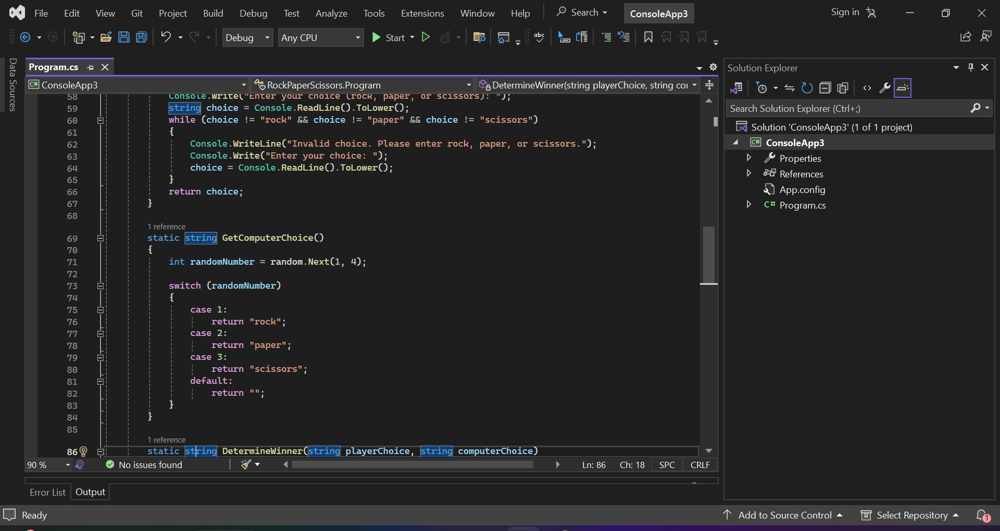 File Edit View Git Project Build Debug Test Analyze Tools Extensions Window Help Search ConsoleApp3 Sign in
Debug Any CPU Start abc
Data Sources
Program.cs
C# ConsoleApp3 RockPaperScissors.Program DetermineWinner(string playerChoice, string coi
58 Console.Write("Enter your choice (rock, paper, or scissors): ");
59 string choice = Console.ReadLine().ToLower();
60 while (choice != "rock" && choice != "paper" && choice != "scissors")
61 {
62 Console.WriteLine("Invalid choice. Please enter rock, paper, or scissors.");
63 Console.Write("Enter your choice: ");
64 choice = Console.ReadLine().ToLower();
65 }
66 return choice;
67 }
68
1 reference
69 static string GetComputerChoice()
70 {
71 int randomNumber = random.Next(1, 4);
72
73 switch (randomNumber)
74 {
75 case 1:
76 return "rock";
77 case 2:
78 return "paper";
79 case 3:
80 return "scissors";
81 default:
82 return "";
83 }
84 }
85
1 reference
86 static string DetermineWinner(string playerChoice, string computerChoice)
90 % No issues found Ln: 86 Ch: 18 SPC CRLF
Error List Output
Solution Explorer
Search Solution Explorer (Ctrl+;)
Solution 'ConsoleApp3' (1 of 1 project)
C# ConsoleApp3
Properties
References
App.config
C# Program.cs
Ready Add to Source Control Select Repository 1